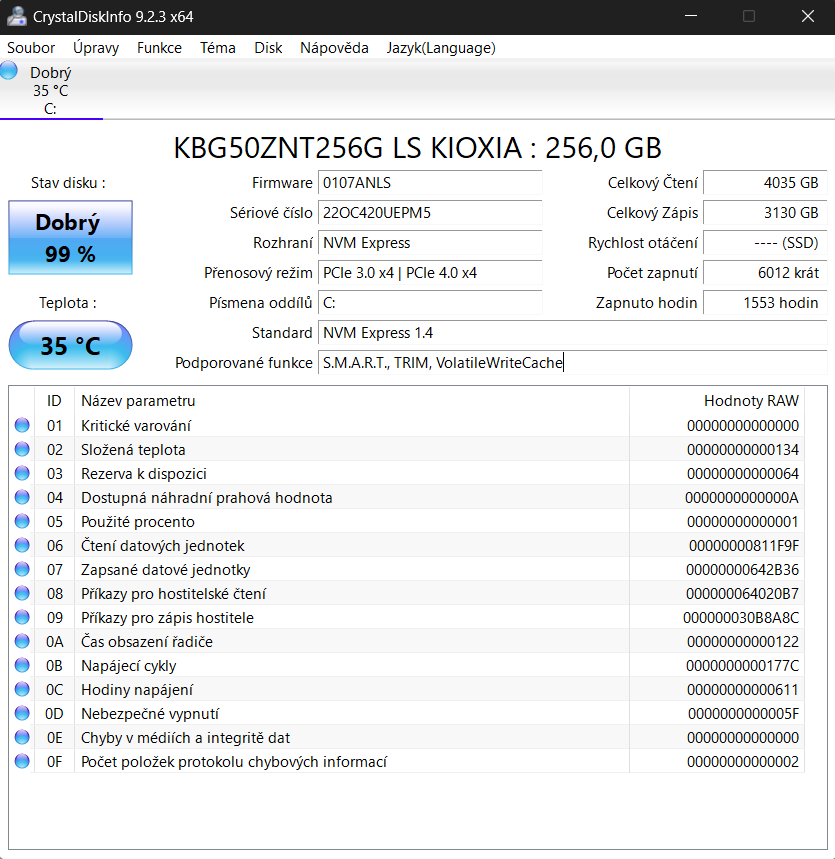 CrystalDiskInfo 9.2.3 x64
Soubor Úpravy Funkce Téma Disk Nápověda Jazyk(Language)
Dobrý
35 °C
C:
KBG50ZNT256G LS KIOXIA : 256,0 GB
Stav disku :
Dobrý
99 %
Teplota :
35 °C
Firmware 0107ANLS
Sériové číslo 22OC420UEPM5
Rozhraní NVM Express
Přenosový režim PCIe 3.0 x4 | PCIe 4.0 x4
Písmena oddílů C:
Standard NVM Express 1.4
Podporované funkce S.M.A.R.T., TRIM, VolatileWriteCache
Celkový Čtení 4035 GB
Celkový Zápis 3130 GB
Rychlost otáčení ---- (SSD)
Počet zapnutí 6012 krát
Zapnuto hodin 1553 hodin
ID Název parametru Hodnoty RAW
01 Kritické varování 00000000000000
02 Složená teplota 00000000000134
03 Rezerva k dispozici 00000000000064
04 Dostupná náhradní prahová hodnota 0000000000000A
05 Použité procento 00000000000001
06 Čtení datových jednotek 00000000811F9F
07 Zapsané datové jednotky 00000000642B36
08 Příkazy pro hostitelské čtení 000000064020B7
09 Příkazy pro zápis hostitele 000000030B8A8C
0A Čas obsazení řadiče 00000000000122
0B Napájecí cykly 0000000000177C
0C Hodiny napájení 00000000000611
0D Nebezpečné vypnutí 0000000000005F
0E Chyby v médiích a integritě dat 00000000000000
0F Počet položek protokolu chybových informací 00000000000002